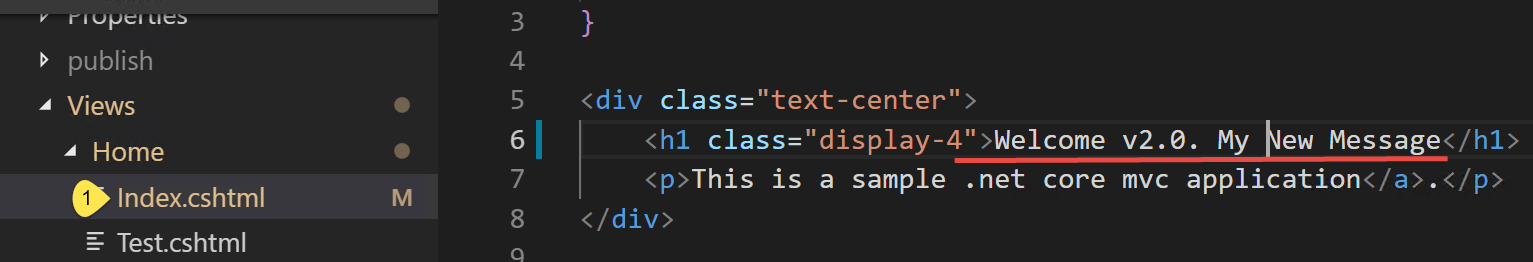 Properties
publish
Views
Home
1 Index.cshtml M
Test.cshtml
3 }
4
5 <div class="text-center">
6 <h1 class="display-4">Welcome v2.0. My New Message</h1>
7 <p>This is a sample .net core mvc application</a>.</p>
8 </div>
9